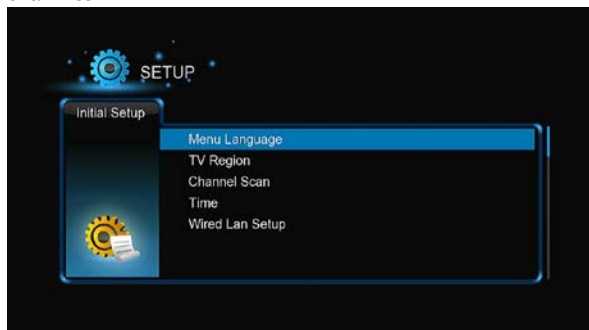 SETUP
Initial Setup
Menu Language
TV Region
Channel Scan
Time
Wired Lan Setup